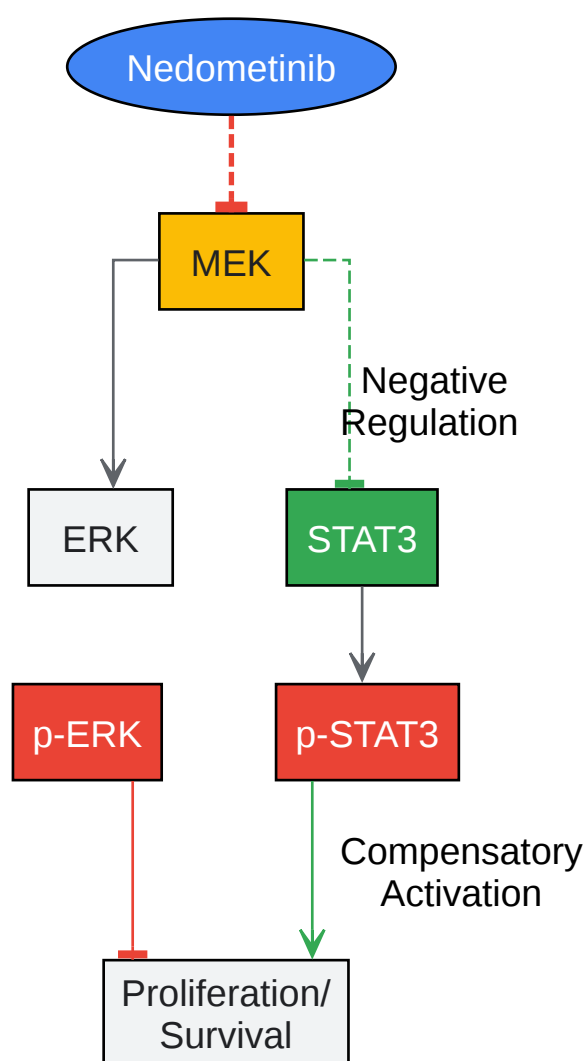 Nedometinib
MEK
Negative
Regulation
ERK
STAT3
p-ERK
p-STAT3
Compensatory
Activation
Proliferation/
Survival